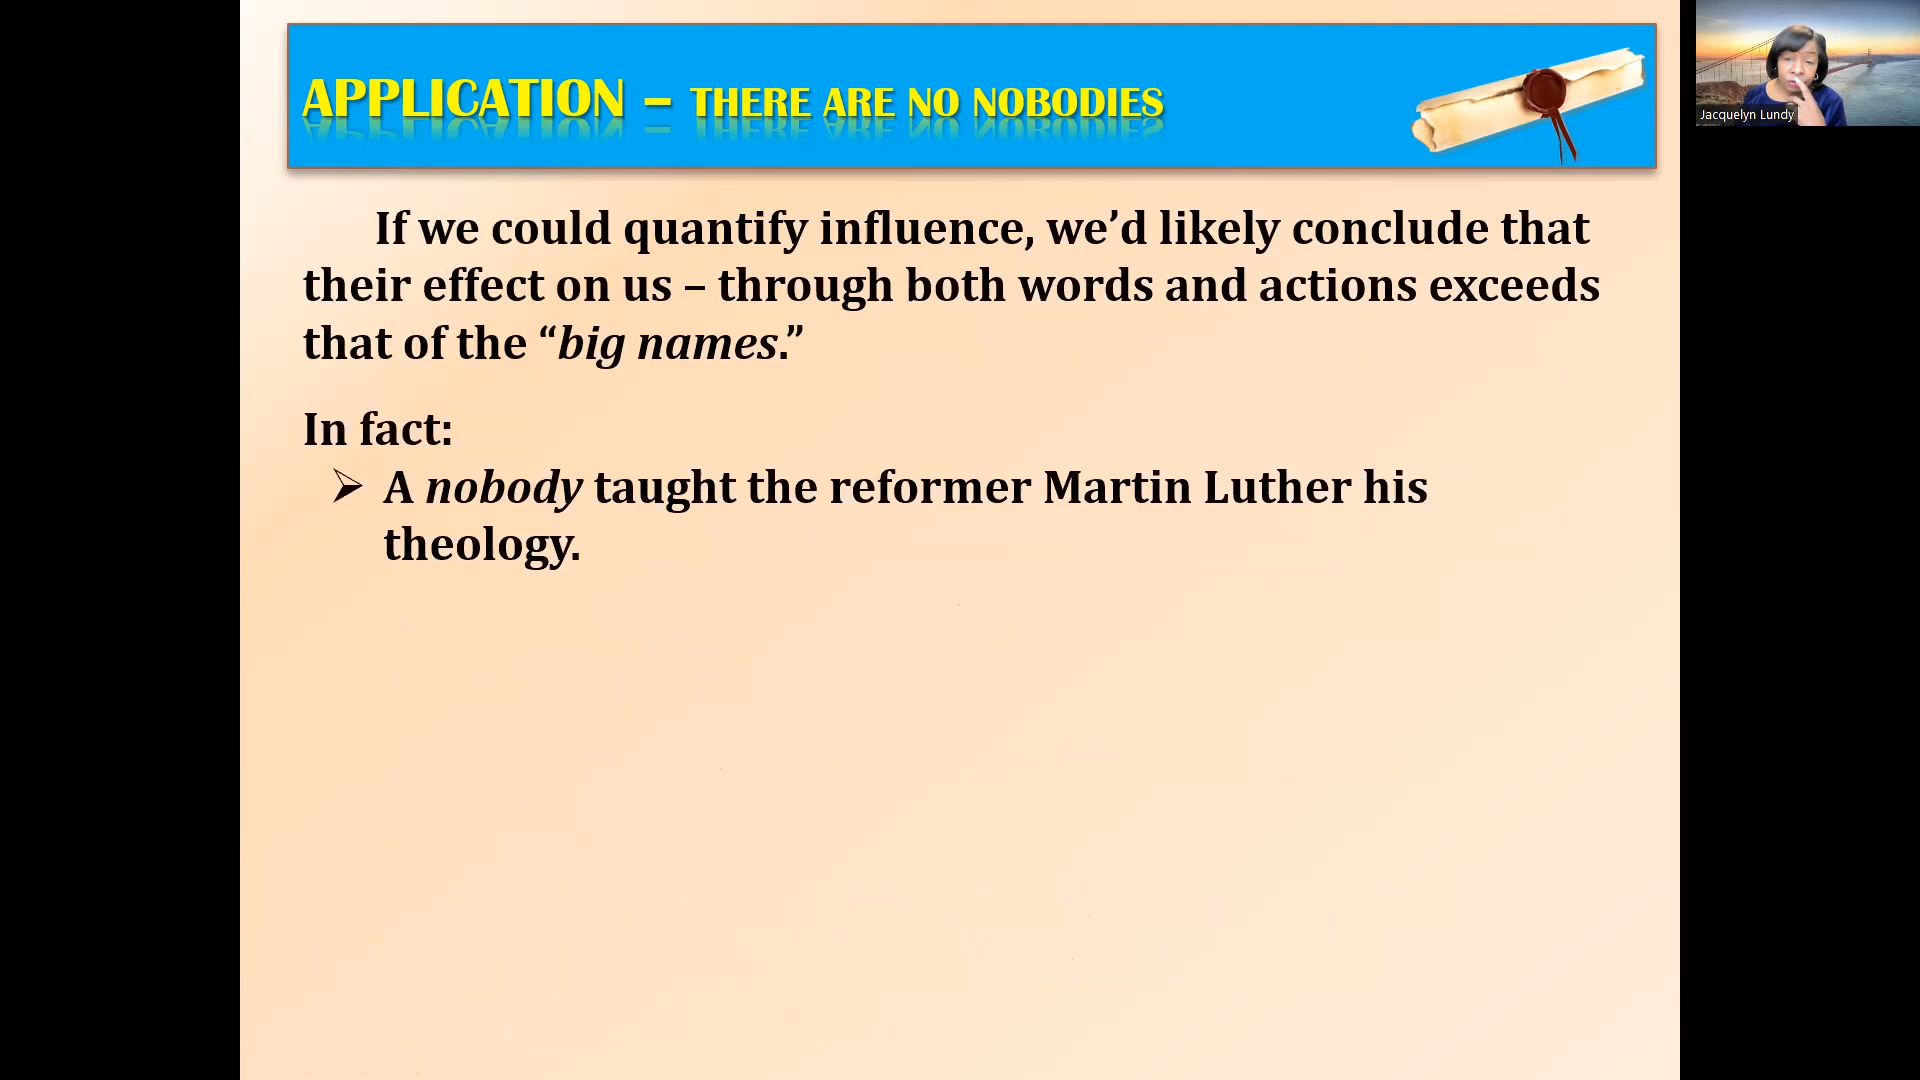 APPLICATION – THERE ARE NO NOBODIES
Jacquelyn Lundy
If we could quantify influence, we’d likely conclude that
their effect on us – through both words and actions exceeds
that of the “big names.”
In fact:
➢ A nobody taught the reformer Martin Luther his
theology.